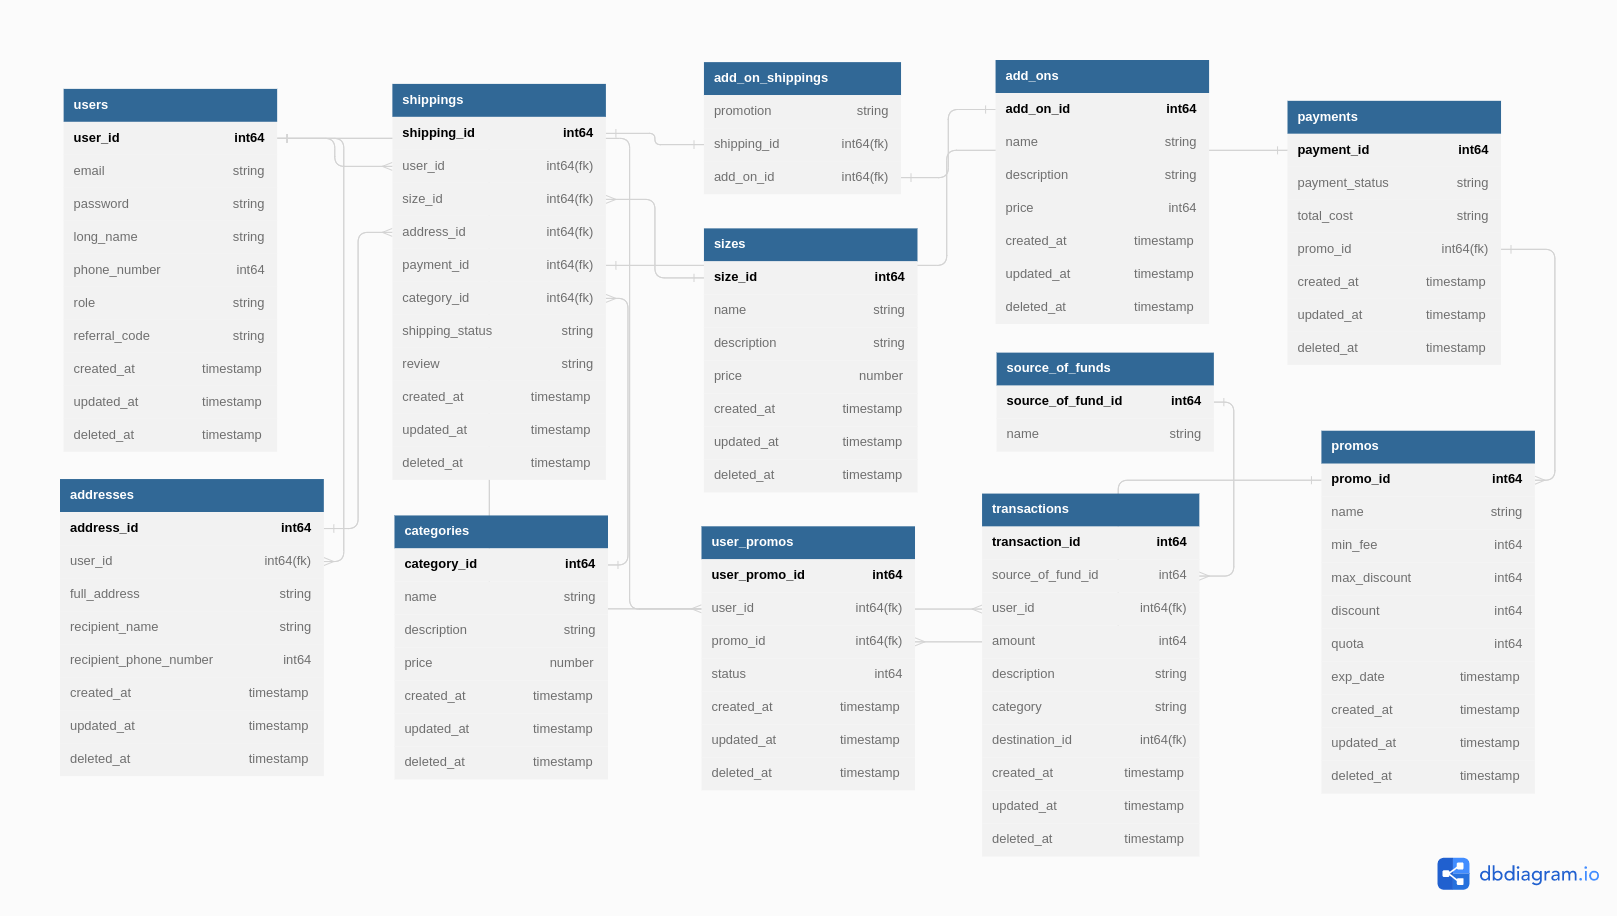 users
user_id int64
email string
password string
long_name string
phone_number int64
role string
referral_code string
created_at timestamp
updated_at timestamp
deleted_at timestamp
addresses
address_id int64
user_id int64(fk)
full_address string
recipient_name string
recipient_phone_number int64
created_at timestamp
updated_at timestamp
deleted_at timestamp
shippings
shipping_id int64
user_id int64(fk)
size_id int64(fk)
address_id int64(fk)
payment_id int64(fk)
category_id int64(fk)
shipping_status string
review string
created_at timestamp
updated_at timestamp
deleted_at timestamp
categories
category_id int64
name string
description string
price number
created_at timestamp
updated_at timestamp
deleted_at timestamp
add_on_shippings
promotion string
shipping_id int64(fk)
add_on_id int64(fk)
sizes
size_id int64
name string
description string
price number
created_at timestamp
updated_at timestamp
deleted_at timestamp
user_promos
user_promo_id int64
user_id int64(fk)
promo_id int64(fk)
status int64
created_at timestamp
updated_at timestamp
deleted_at timestamp
add_ons
add_on_id int64
name string
description string
price int64
created_at timestamp
updated_at timestamp
deleted_at timestamp
source_of_funds
source_of_fund_id int64
name string
transactions
transaction_id int64
source_of_fund_id int64
user_id int64(fk)
amount int64
description string
category string
destination_id int64(fk)
created_at timestamp
updated_at timestamp
deleted_at timestamp
payments
payment_id int64
payment_status string
total_cost string
promo_id int64(fk)
created_at timestamp
updated_at timestamp
deleted_at timestamp
promos
promo_id int64
name string
min_fee int64
max_discount int64
discount int64
quota int64
exp_date timestamp
created_at timestamp
updated_at timestamp
deleted_at timestamp
dbdiagram.io